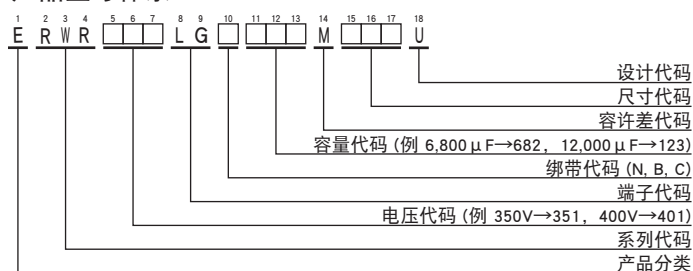 1 2 3 4 5 6 7 8 9 10 11 12 13 14 15 16 17 18
E R W R □□□ L G □ □□□ M □□□ U
设计代码
尺寸代码
容许差代码
容量代码 (例 6,800μF→682, 12,000μF→123)
绑带代码 (N, B, C)
端子代码
电压代码 (例 350V→351, 400V→401)
系列代码
产品分类